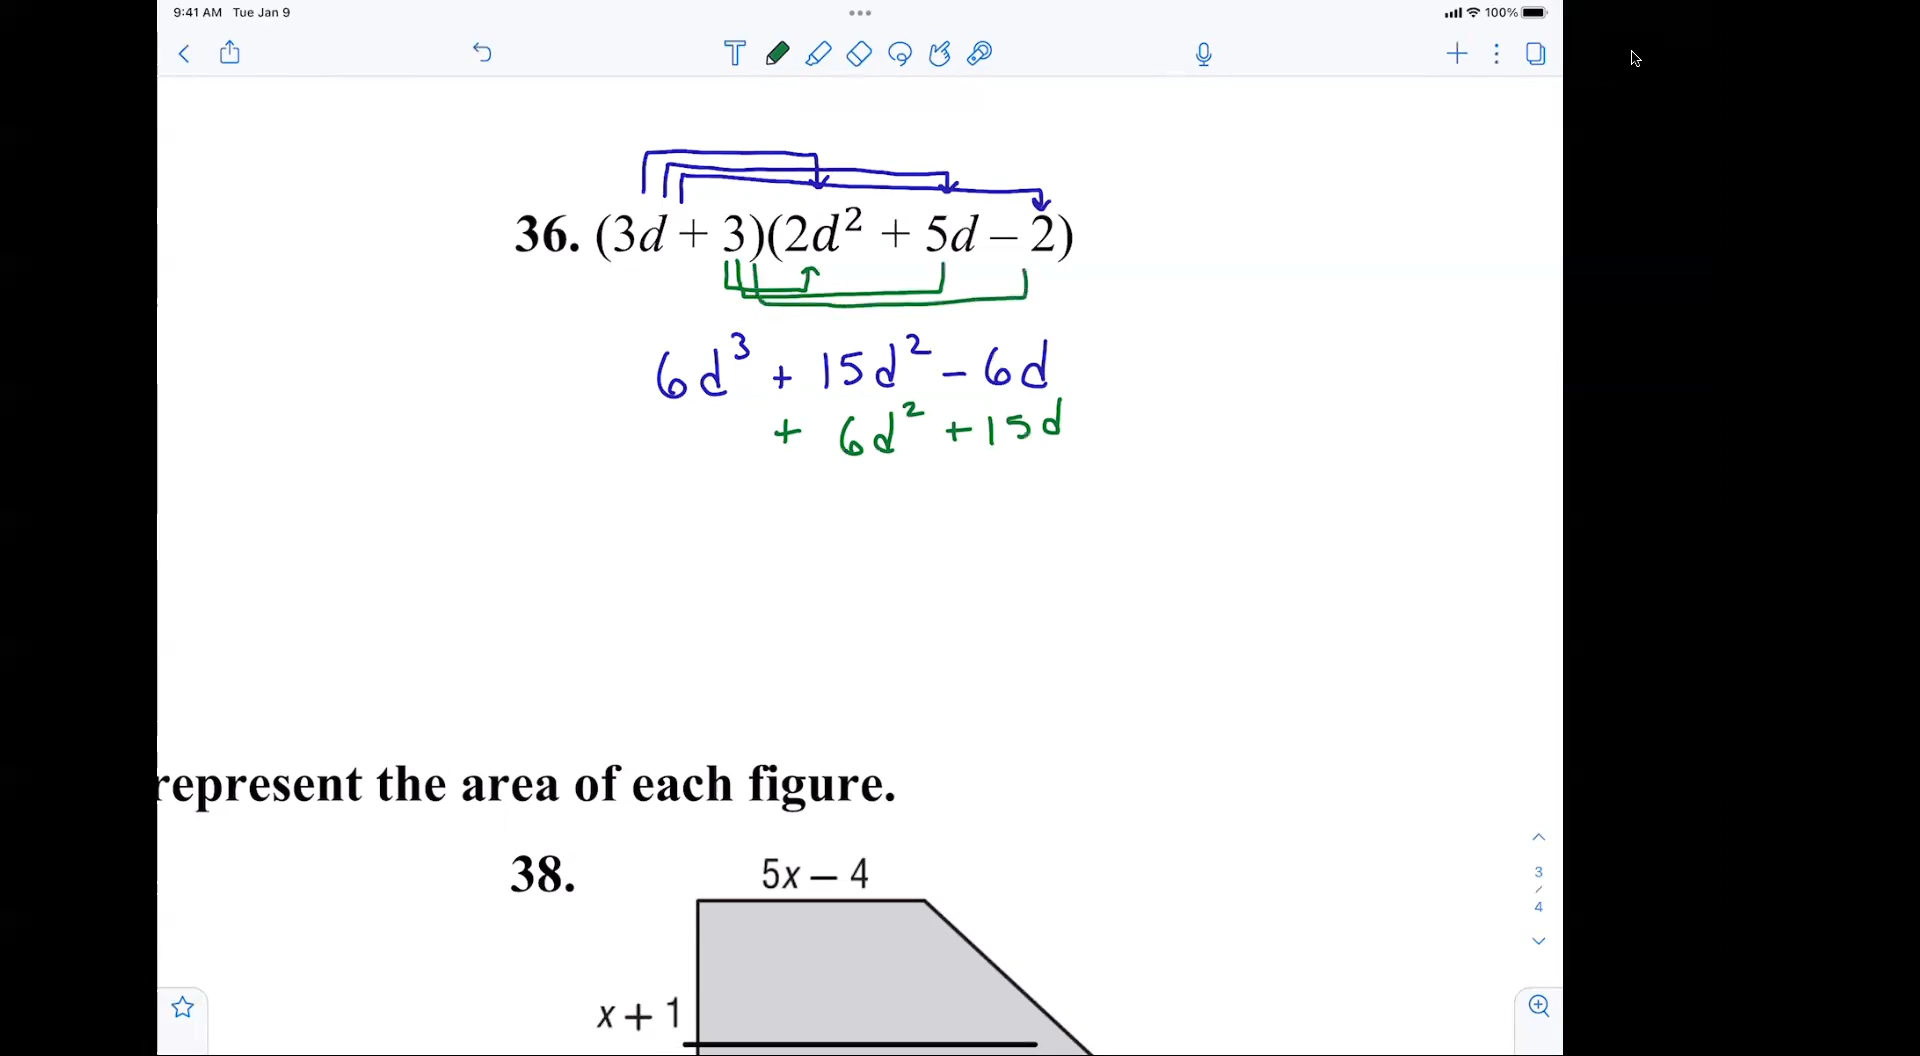 9:41 AM Tue Jan 9
100%
36. (3d + 3)(2d² + 5d – 2)
6d³ + 15d² - 6d
+ 6d² + 15d
represent the area of each figure.
38.
5x – 4
x + 1
3
/
4